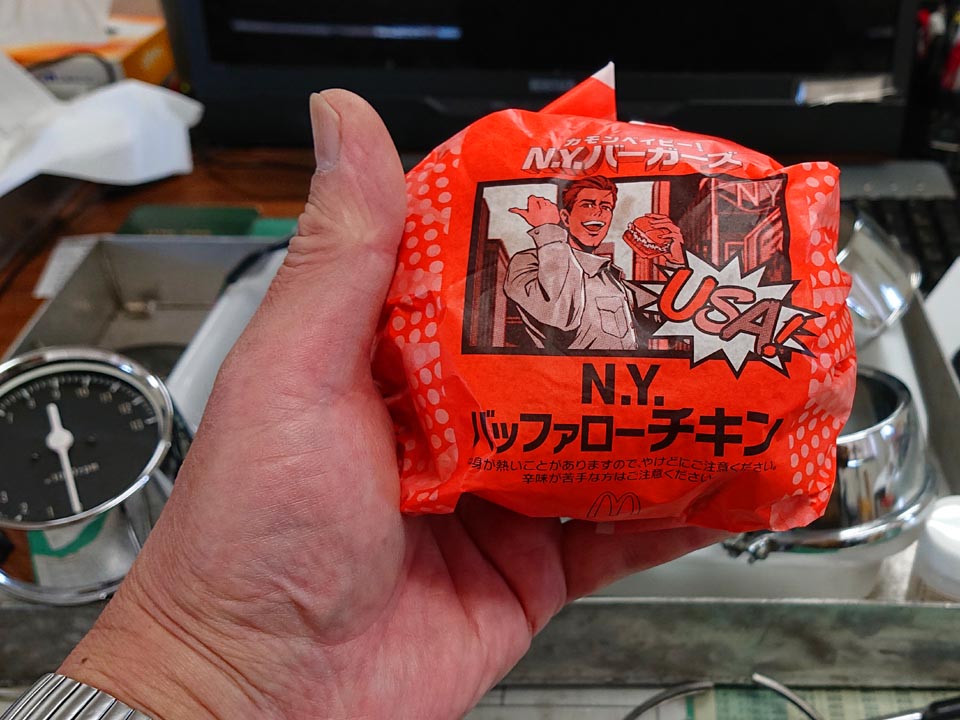 カモンベイビー!
N.Y.バーガーズ
NY
USA!
N.Y.
バッファローチキン
中身が熱いことがありますので、やけどにご注意ください。
辛味が苦手な方はご注意ください